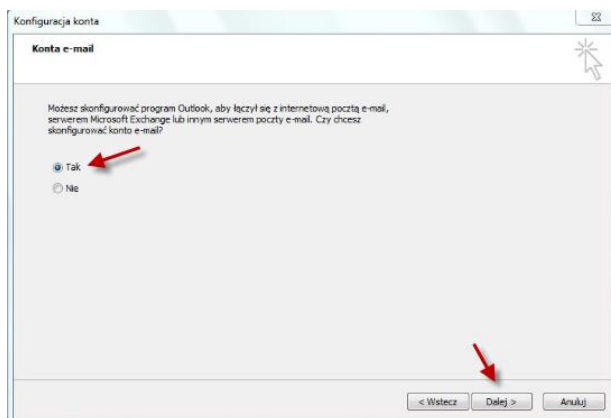 Konfiguracja konta
Konta e-mail
Możesz skonfigurować program Outlook, aby łączył się z internetową pocztą e-mail,
serwerem Microsoft Exchange lub innym serwerem poczty e-mail. Czy chcesz
skonfigurować konto e-mail?
Tak
Nie
< Wstecz Dalej > Anuluj